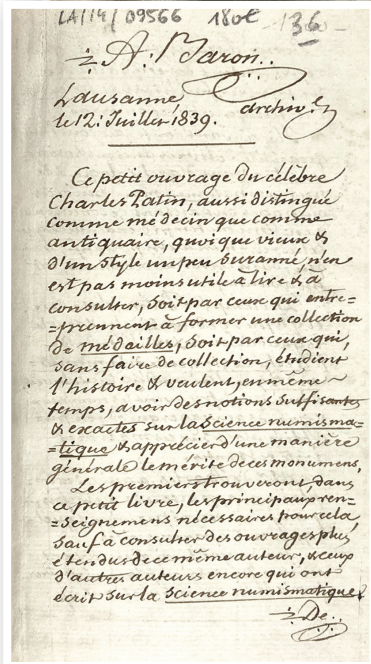 LA/14/09566 180€ -36-
A: Baron..
Lausanne, archiv.
le 12: Juillet 1839.
Ce petit ouvrage du célèbre
Charles Patin, aussi distingué
comme médecin que comme
antiquaire, quoi que vieux &
d'un style un peu suranné, n'en
est pas moins utile à lire & à
consulter, soit par ceux qui entre=
=prennent à former une collection
de médailles, soit par ceux qui,
sans faire de collection, étudient
l'histoire & veulent, en même
temps, avoir des notions suffisantes
& exactes sur la science numisma=
=tique & apprécier d'une manière
générale le mérite de ces monumens.
Les premiers, trouveront, dans
ce petit livre, les principaux ren=
=seignemens nécessaires pour cela,
sauf à consulter des ouvrages plus
étendus de ce même auteur, & ceux
d'autres auteurs encore qui ont
écrit sur la science numismatique.
De